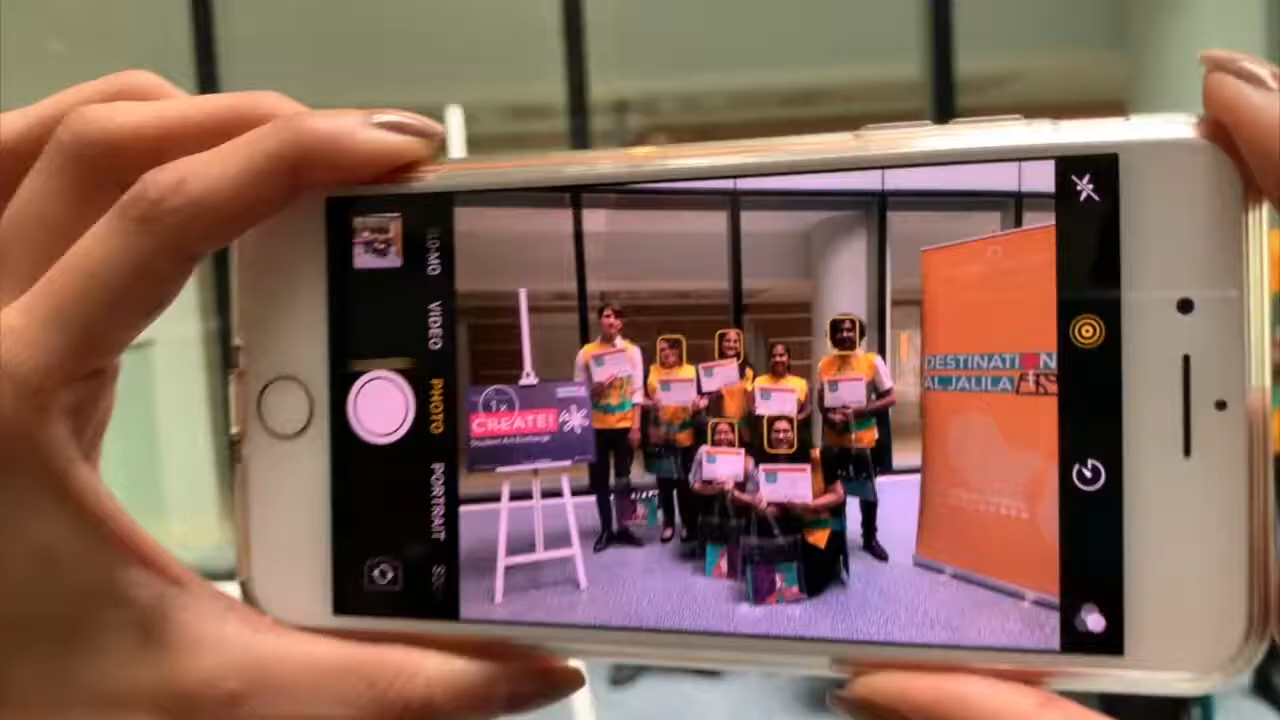 SLO-MO
VIDEO
PHOTO
PORTRAIT
1x
CREATE!
Student Art Exchange
DESTINATION
AL JALILA